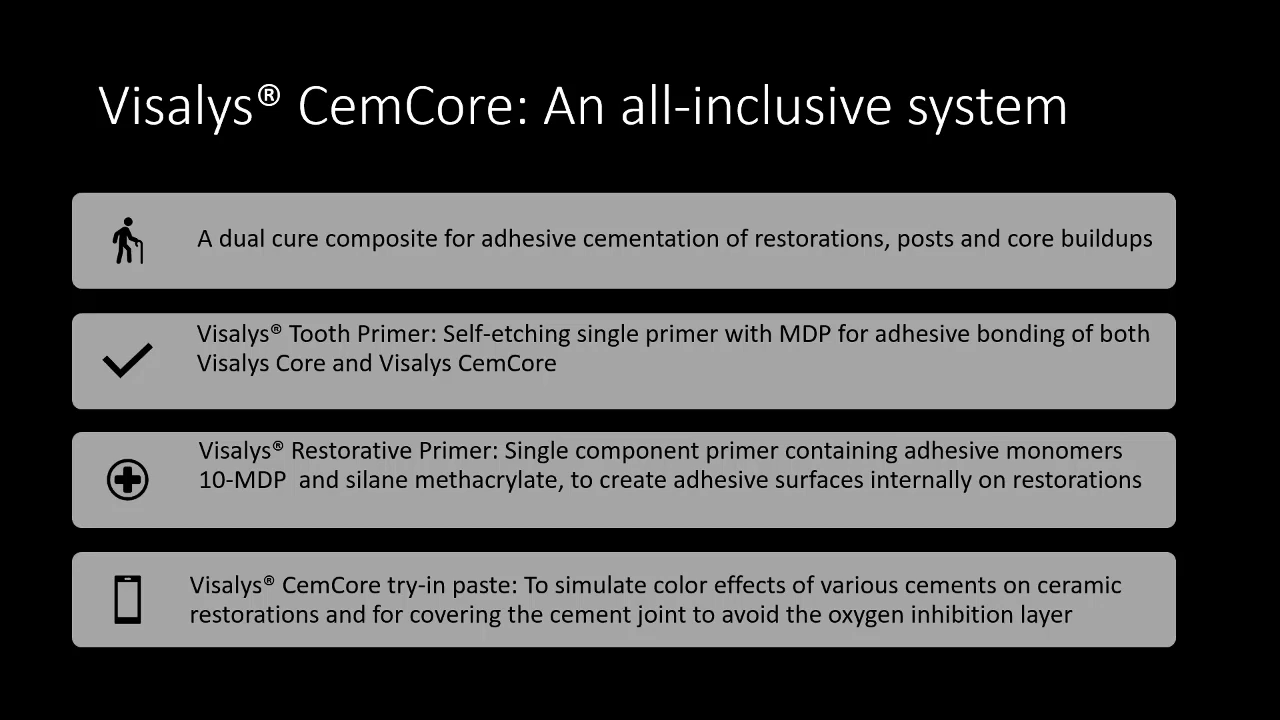 Visalys® CemCore: An all-inclusive system
A dual cure composite for adhesive cementation of restorations, posts and core buildups
Visalys® Tooth Primer: Self-etching single primer with MDP for adhesive bonding of both
Visalys Core and Visalys CemCore
Visalys® Restorative Primer: Single component primer containing adhesive monomers
10-MDP  and silane methacrylate, to create adhesive surfaces internally on restorations
Visalys® CemCore try-in paste: To simulate color effects of various cements on ceramic
restorations and for covering the cement joint to avoid the oxygen inhibition layer